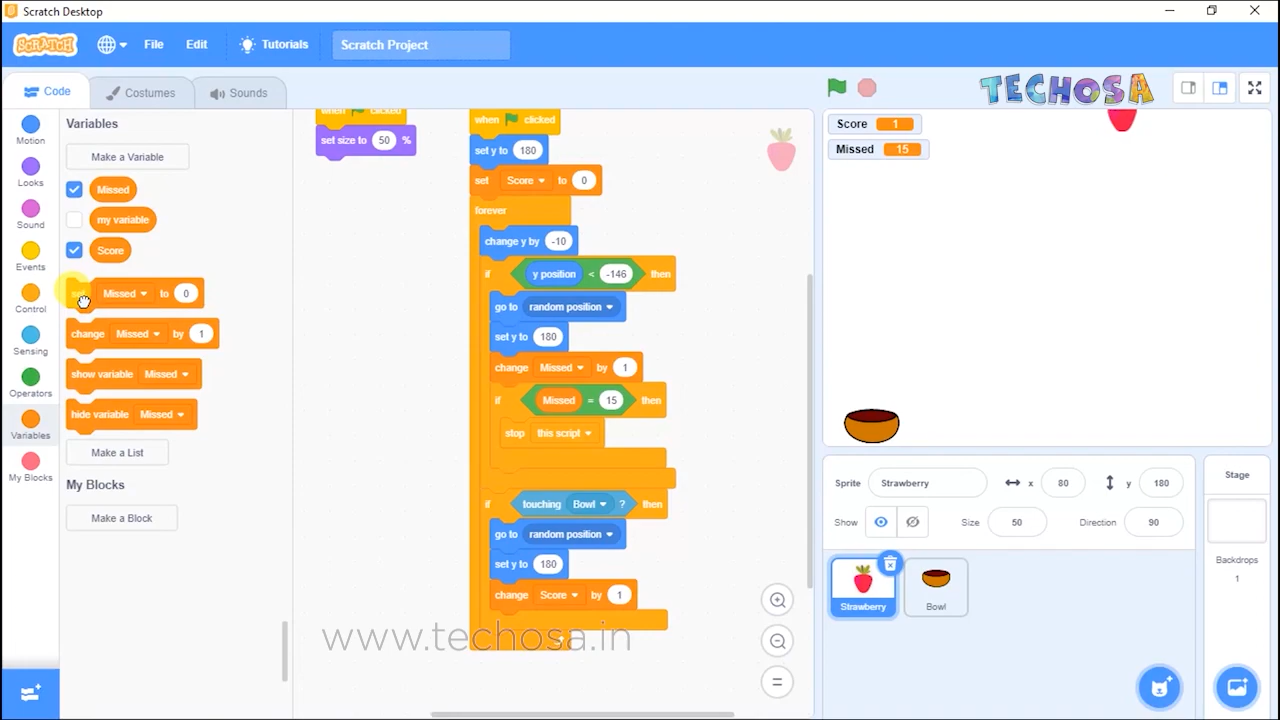 Scratch Desktop
SCRATCH File Edit Tutorials Scratch Project
Code Costumes Sounds
TECHOSA
Motion
Looks
Sound
Events
Control
Sensing
Operators
Variables
My Blocks
Variables
Make a Variable
Missed
my variable
Score
set Missed to 0
change Missed by 1
show variable Missed
hide variable Missed
Make a List
My Blocks
Make a Block
when clicked
set size to 50 %
when clicked
set y to 180
set Score to 0
forever
change y by -10
if y position < -146 then
go to random position
set y to 180
change Missed by 1
if Missed = 15 then
stop this script
if touching Bowl ? then
go to random position
set y to 180
change Score by 1
www.techosa.in
Score 1
Missed 15
Sprite Strawberry x 80 y 180
Show Size 50 Direction 90
Strawberry
Bowl
Stage
Backdrops
1